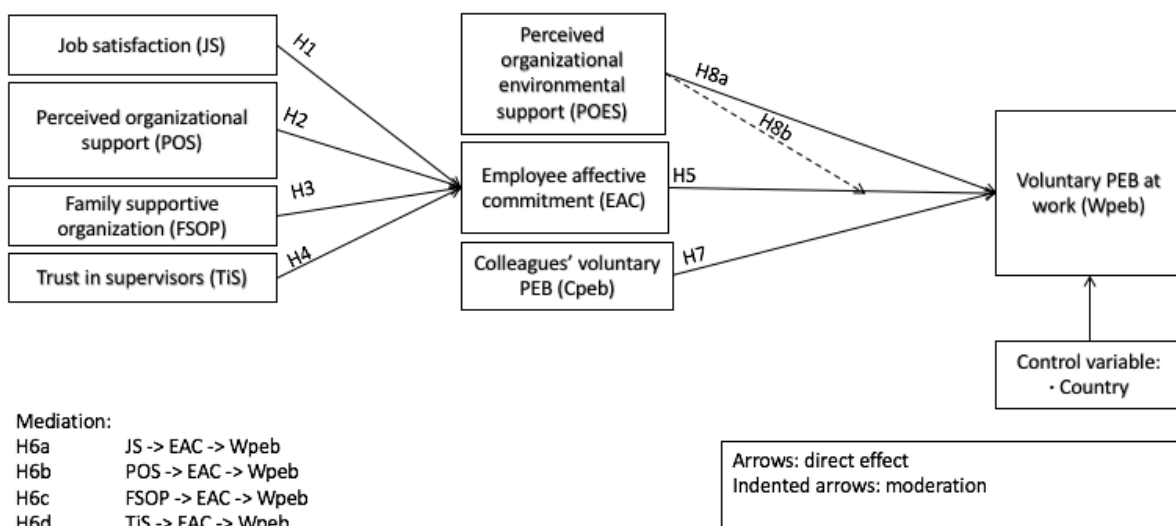 Job satisfaction (JS)
H1
Perceived organizational
support (POS)
H2
Family supportive
organization (FSOP)
H3
Trust in supervisors (TiS)
H4
Perceived
organizational
environmental
support (POES)
H8a
H8b
Employee affective
commitment (EAC)
H5
Colleagues' voluntary
PEB (Cpeb)
H7
Voluntary PEB at
work (Wpeb)
Control variable:
· Country
Mediation:
H6a JS -> EAC -> Wpeb
H6b POS -> EAC -> Wpeb
H6c FSOP -> EAC -> Wpeb
H6d TiS -> EAC -> Wpeb
Arrows: direct effect
Indented arrows: moderation